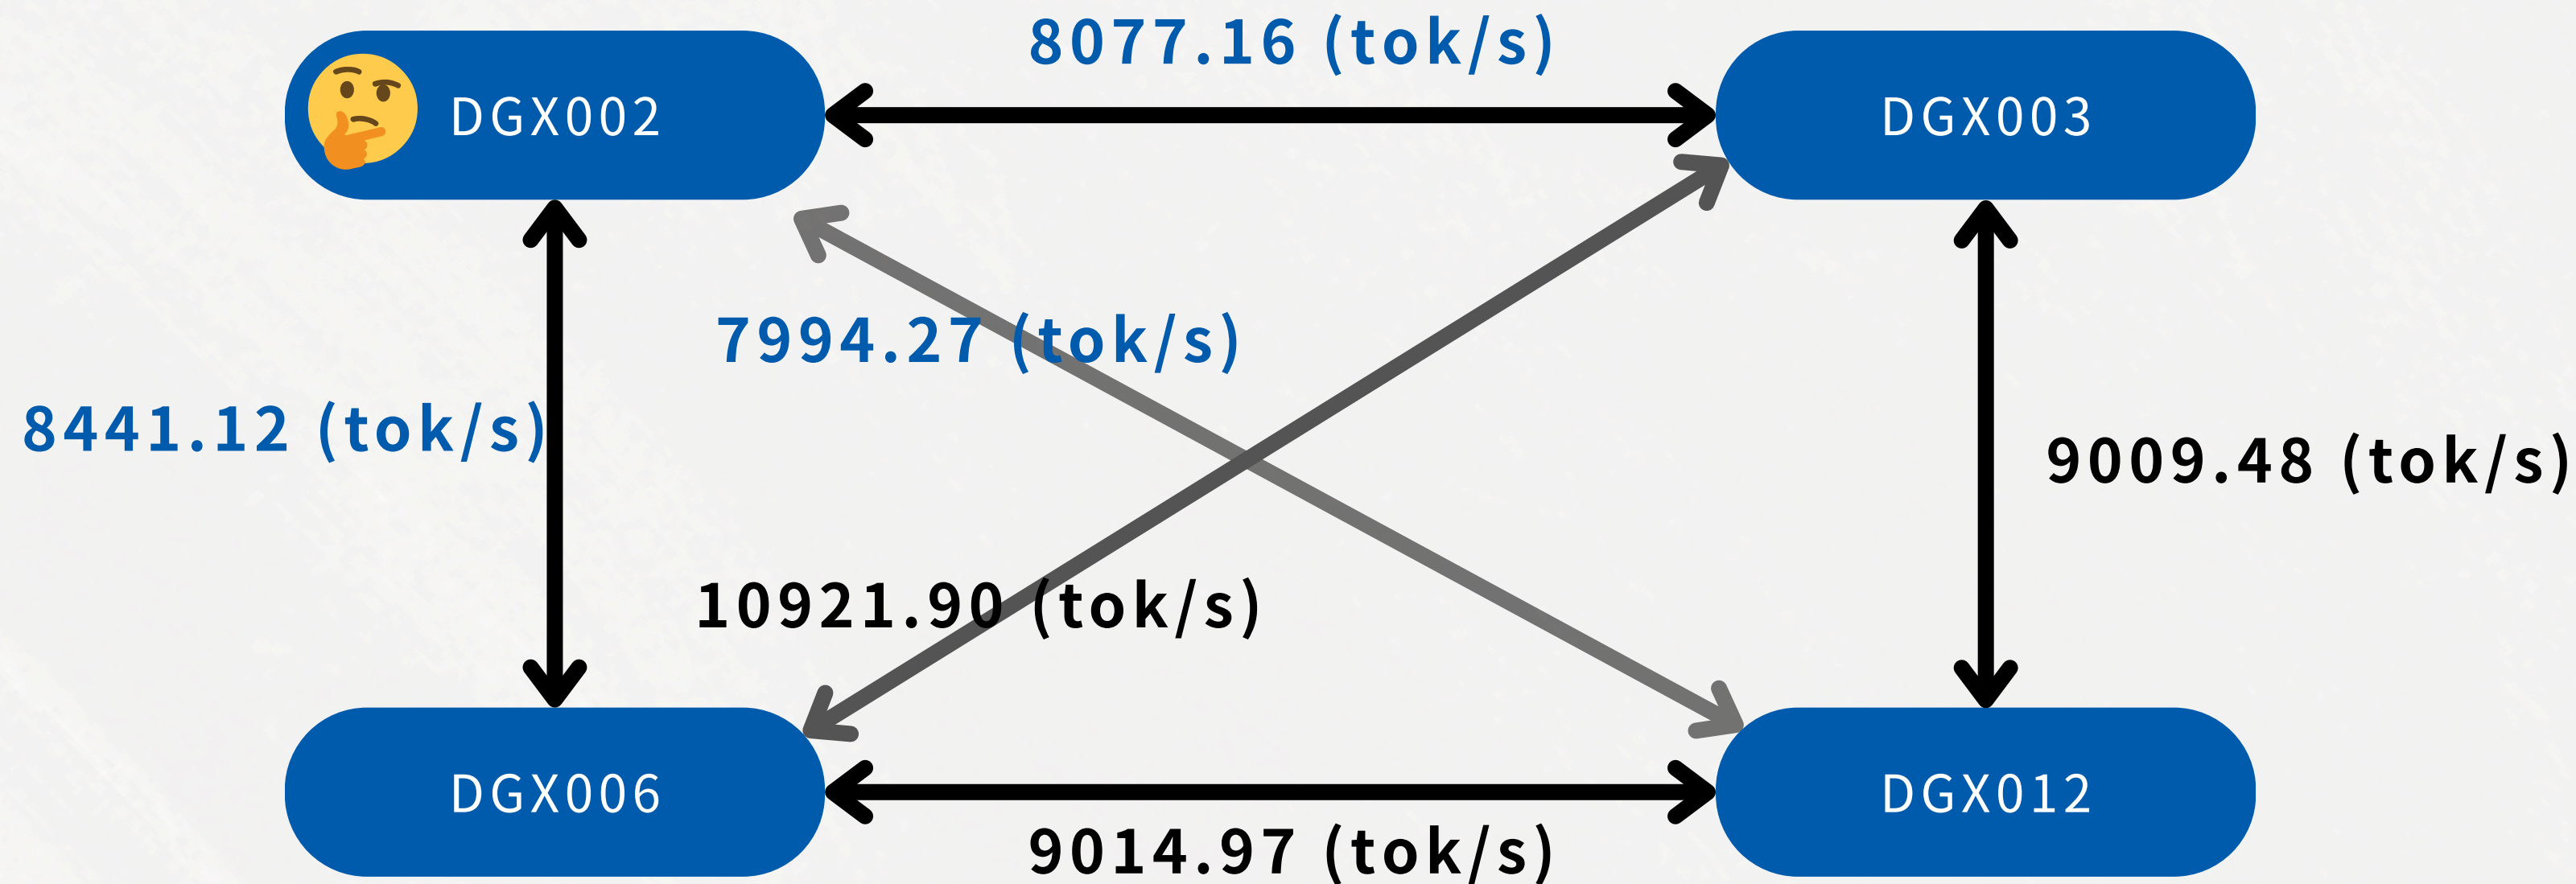 8077.16 (tok/s)
DGX002
DGX003
7994.27 (tok/s)
8441.12 (tok/s)
9009.48 (tok/s)
10921.90 (tok/s)
DGX006
DGX012
9014.97 (tok/s)